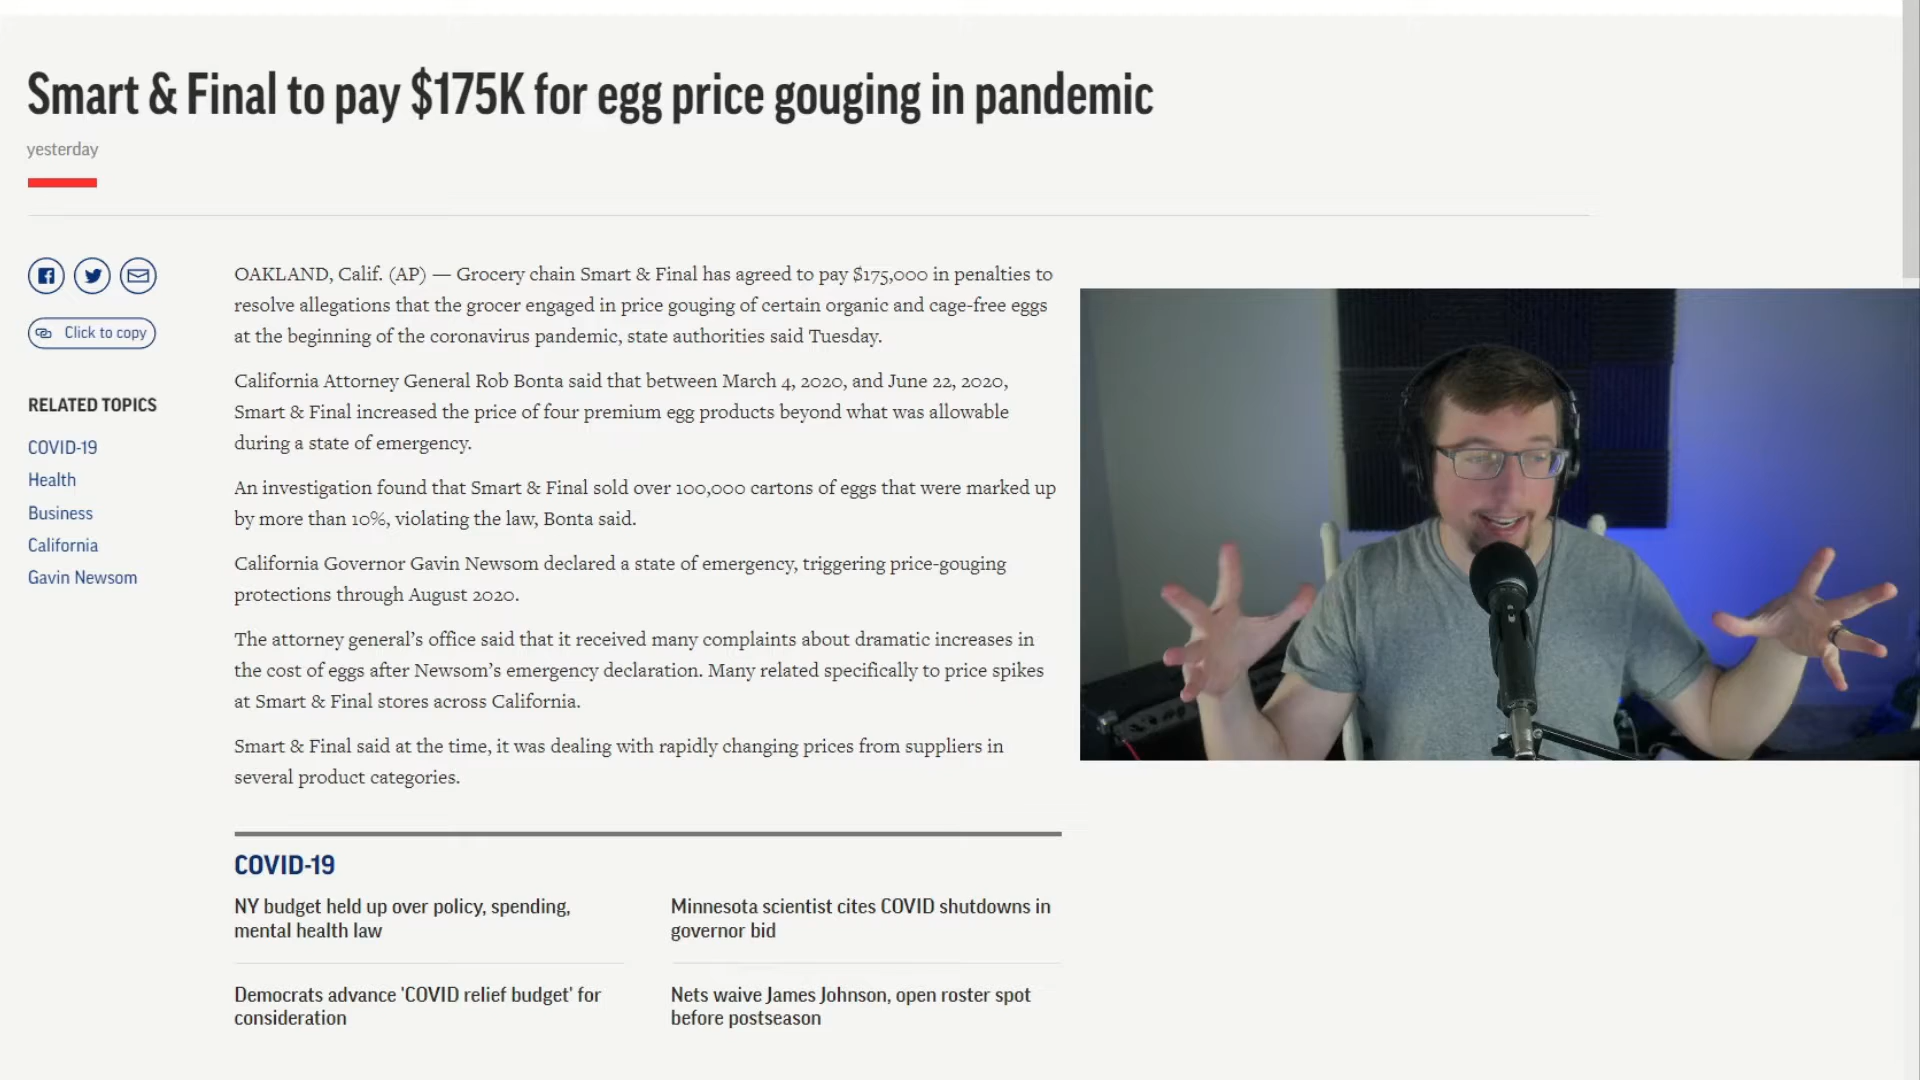 Smart & Final to pay $175K for egg price gouging in pandemic
yesterday
Click to copy
RELATED TOPICS
COVID-19
Health
Business
California
Gavin Newsom
OAKLAND, Calif. (AP) — Grocery chain Smart & Final has agreed to pay $175,000 in penalties to
resolve allegations that the grocer engaged in price gouging of certain organic and cage-free eggs
at the beginning of the coronavirus pandemic, state authorities said Tuesday.
California Attorney General Rob Bonta said that between March 4, 2020, and June 22, 2020,
Smart & Final increased the price of four premium egg products beyond what was allowable
during a state of emergency.
An investigation found that Smart & Final sold over 100,000 cartons of eggs that were marked up
by more than 10%, violating the law, Bonta said.
California Governor Gavin Newsom declared a state of emergency, triggering price-gouging
protections through August 2020.
The attorney general’s office said that it received many complaints about dramatic increases in
the cost of eggs after Newsom’s emergency declaration. Many related specifically to price spikes
at Smart & Final stores across California.
Smart & Final said at the time, it was dealing with rapidly changing prices from suppliers in
several product categories.
COVID-19
NY budget held up over policy, spending,
mental health law
Minnesota scientist cites COVID shutdowns in
governor bid
Democrats advance 'COVID relief budget' for
consideration
Nets waive James Johnson, open roster spot
before postseason